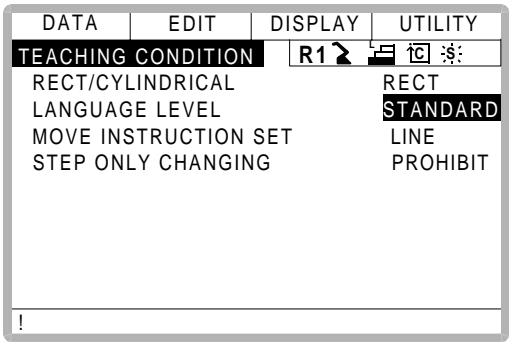 DATA EDIT DISPLAY UTILITY
TEACHING CONDITION R1 C S
RECT/CYLINDRICAL RECT
LANGUAGE LEVEL STANDARD
MOVE INSTRUCTION SET LINE
STEP ONLY CHANGING PROHIBIT
!